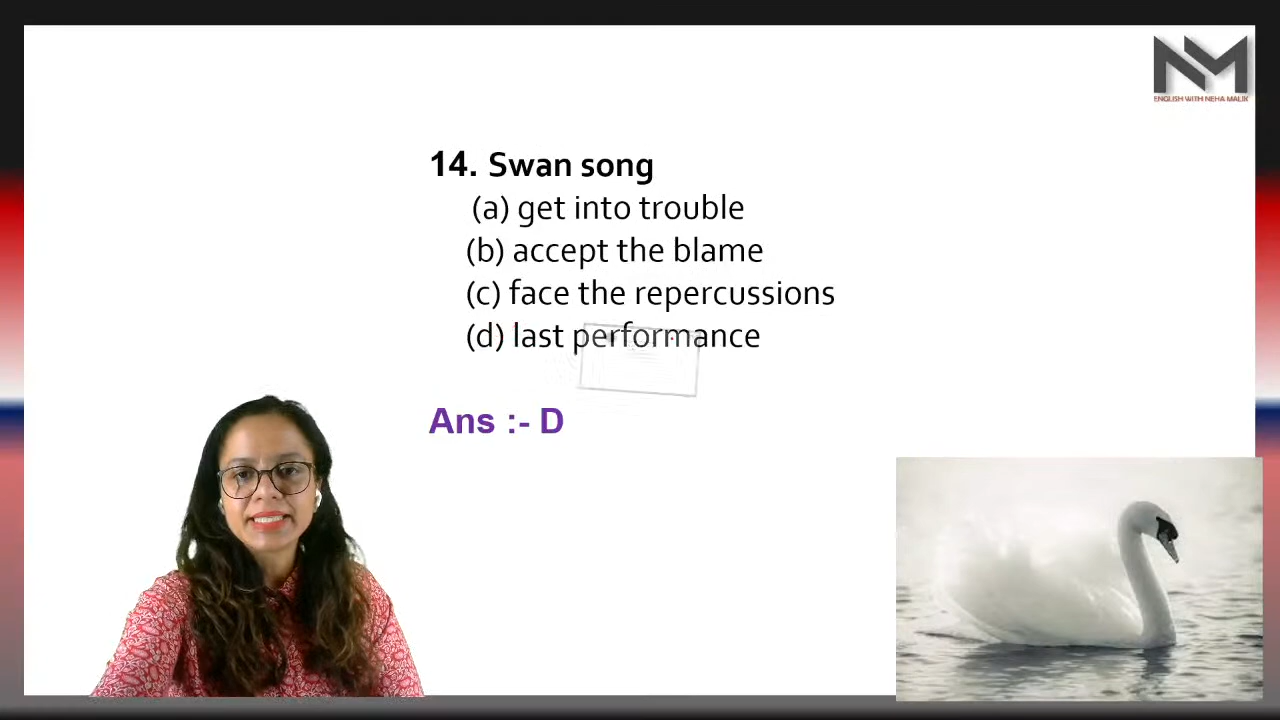 NM
ENGLISH WITH NEHA MALIK
14. Swan song
(a) get into trouble
(b) accept the blame
(c) face the repercussions
(d) last performance
Ans :- D